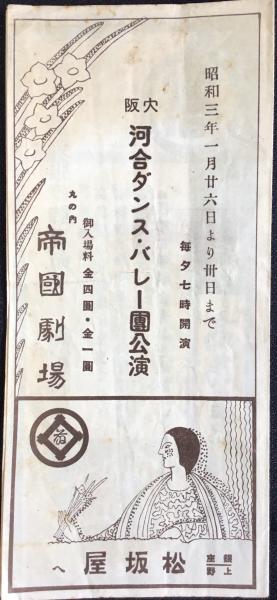 昭和三年一月廿六日より卅日まで
毎夕七時開演
大阪
河合ダンス・バレー團公演
御入場料 金四圓・金一圓
丸の内
帝國劇場
銀座
上野
松坂屋へ